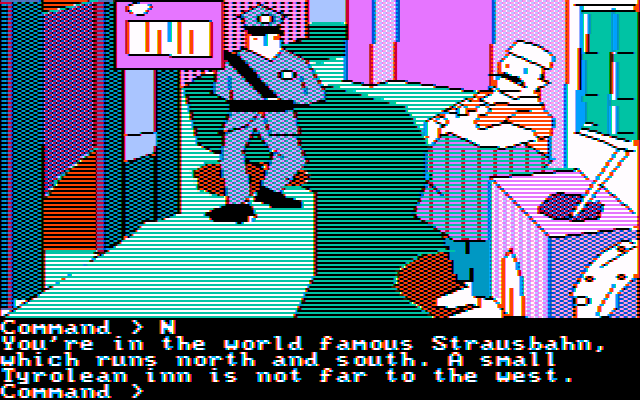 Command > N
You're in the world famous Strausbahn,
which runs north and south. A small
Tyrolean inn is not far to the west.
Command >